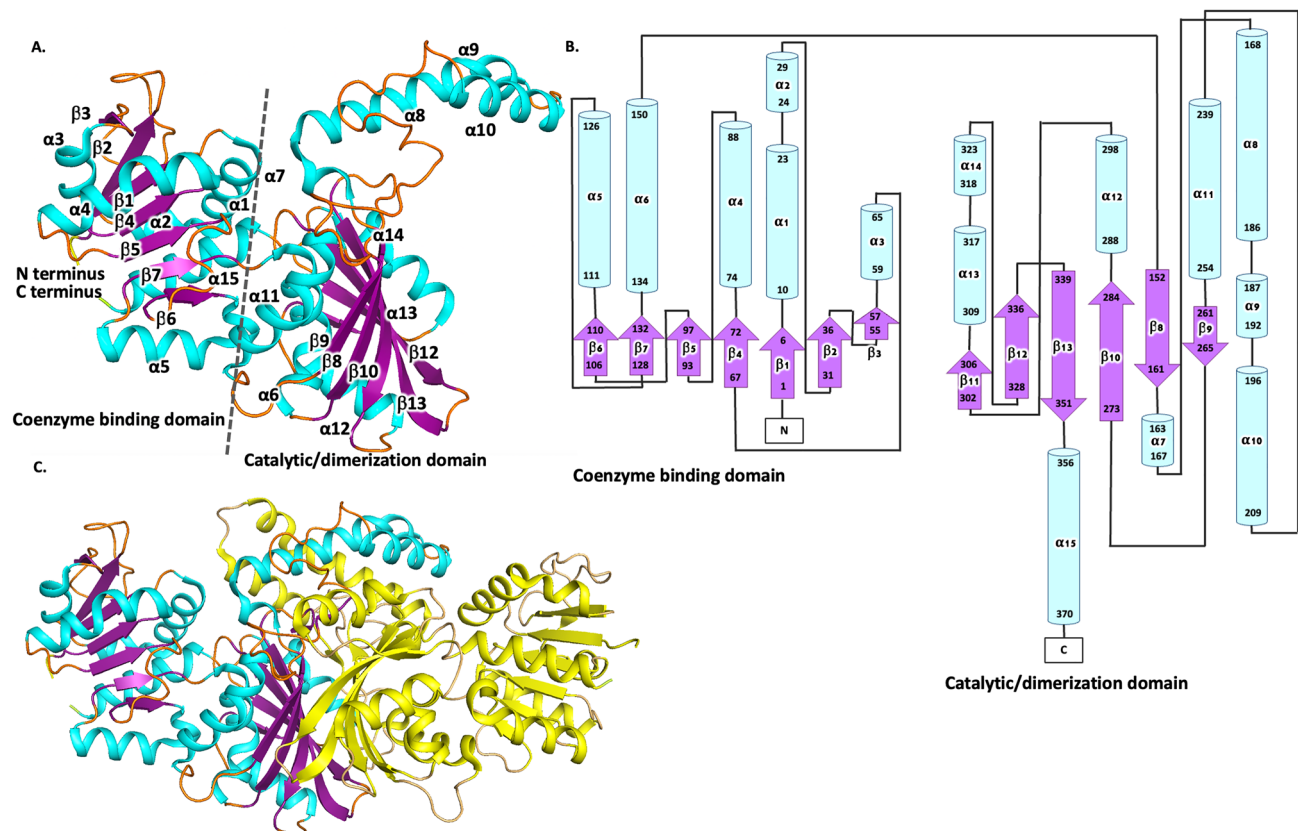 A.
α9
α8
α10
β3
α3
β2
α7
β1
α1
α4
β4
α2
β5
α14
N terminus
C terminus
β7
α15
α11
β6
α13
α5
β9
β8
β12
β10
α6
β13
α12
Coenzyme binding domain
Catalytic/dimerization domain
B.
126
α5
111
110
β6
106
150
α6
134
132
β7
128
97
β5
93
88
α4
74
72
β4
67
29
α2
24
23
α1
10
6
β1
1
N
36
β2
31
65
α3
59
57
55
β3
Coenzyme binding domain
323
α14
318
317
α13
309
306
β11
302
336
β12
328
339
β13
351
356
α15
370
C
298
α12
288
284
β10
273
152
β8
161
163
α7
167
239
α11
254
261
β9
265
168
α8
186
187
α9
192
196
α10
209
Catalytic/dimerization domain
C.